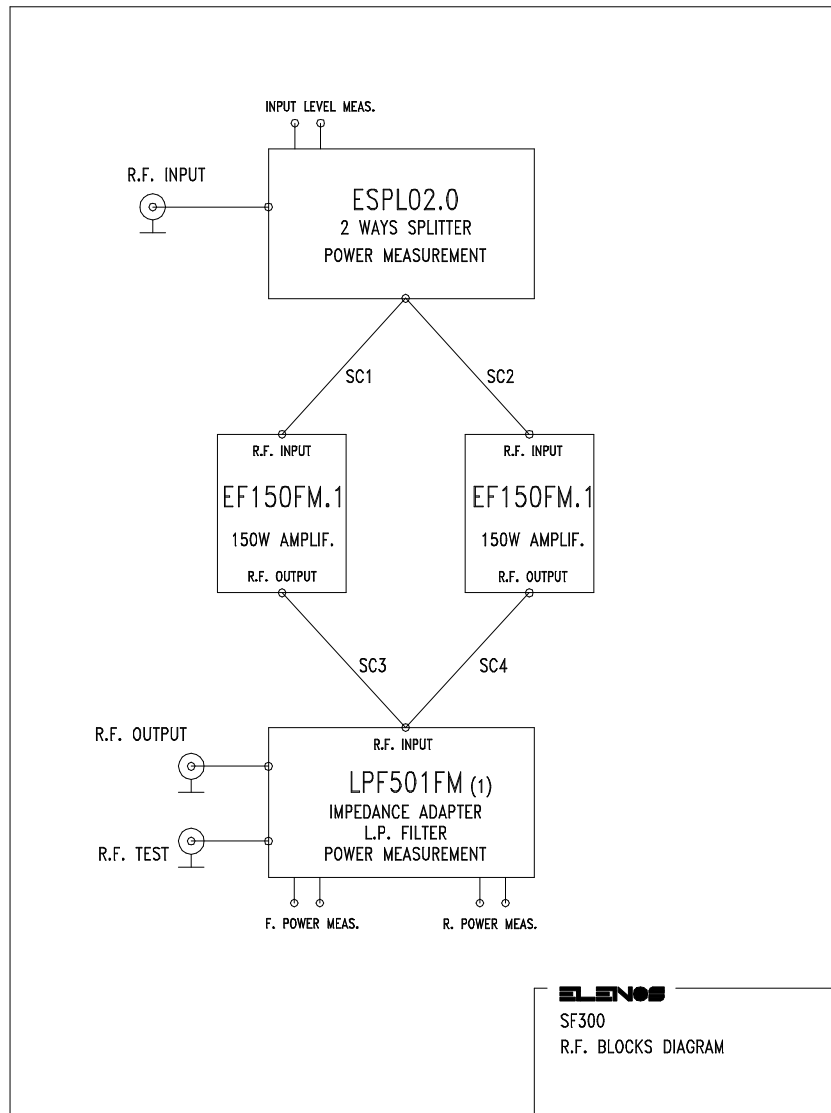 INPUT LEVEL MEAS.
R.F. INPUT
ESPL02.0
2 WAYS SPLITTER
POWER MEASUREMENT
SC1
SC2
R.F. INPUT
EF150FM.1
150W AMPLIF.
R.F. OUTPUT
R.F. INPUT
EF150FM.1
150W AMPLIF.
R.F. OUTPUT
SC3
SC4
R.F. OUTPUT
R.F. TEST
R.F. INPUT
LPF501FM (1)
IMPEDANCE ADAPTER
L.P. FILTER
POWER MEASUREMENT
F. POWER MEAS.
R. POWER MEAS.
ELENOS
SF300
R.F. BLOCKS DIAGRAM